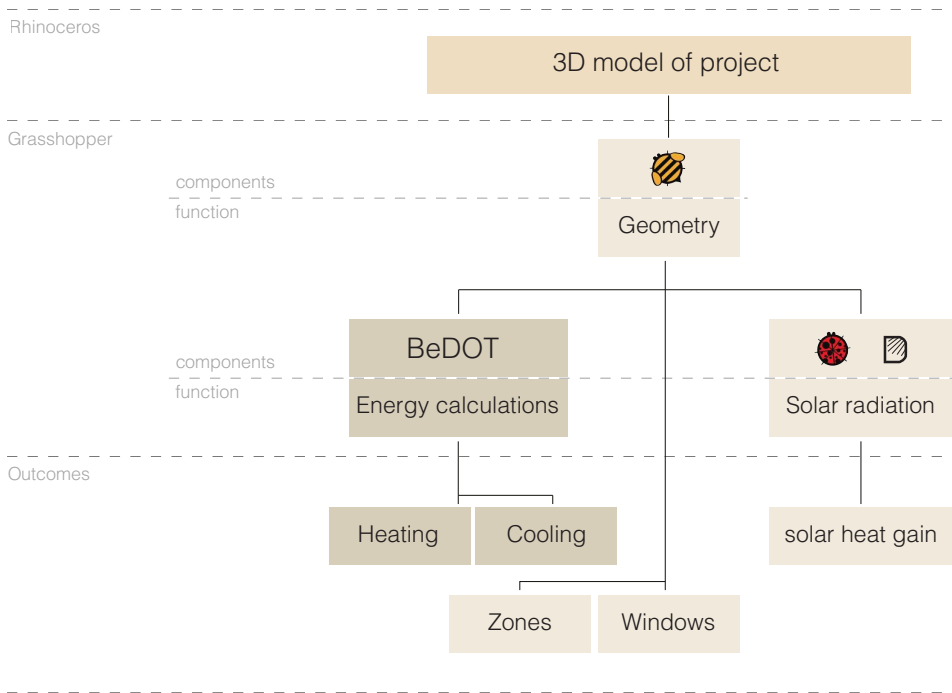 Rhinoceros
3D model of project
Grasshopper
components
function
Geometry
BeDOT
components
function
Energy calculations
Solar radiation
Outcomes
Heating
Cooling
solar heat gain
Zones
Windows